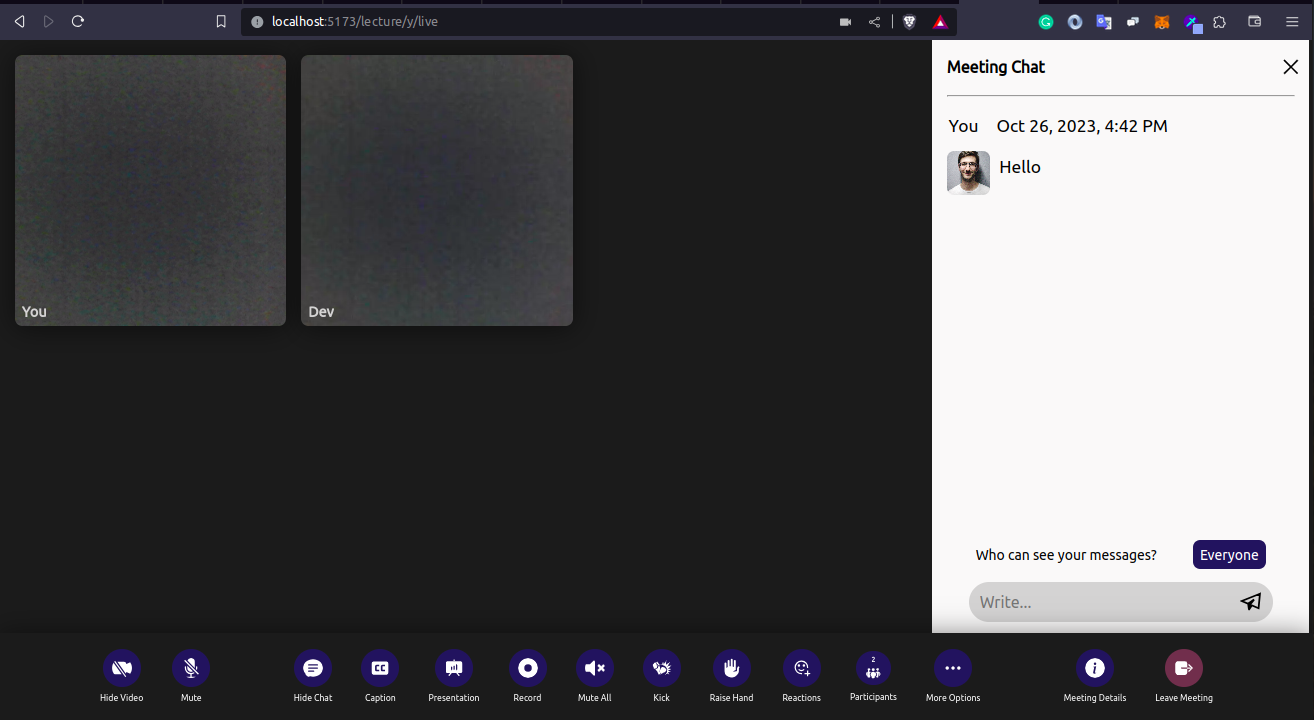 localhost:5173/lecture/y/live
Meeting Chat
You Oct 26, 2023, 4:42 PM
Hello
You
Dev
Who can see your messages? Everyone
Write...
CC
2
Hide Video Mute Hide Chat Caption Presentation Record Mute All Kick Raise Hand Reactions Participants More Options Meeting Details Leave Meeting